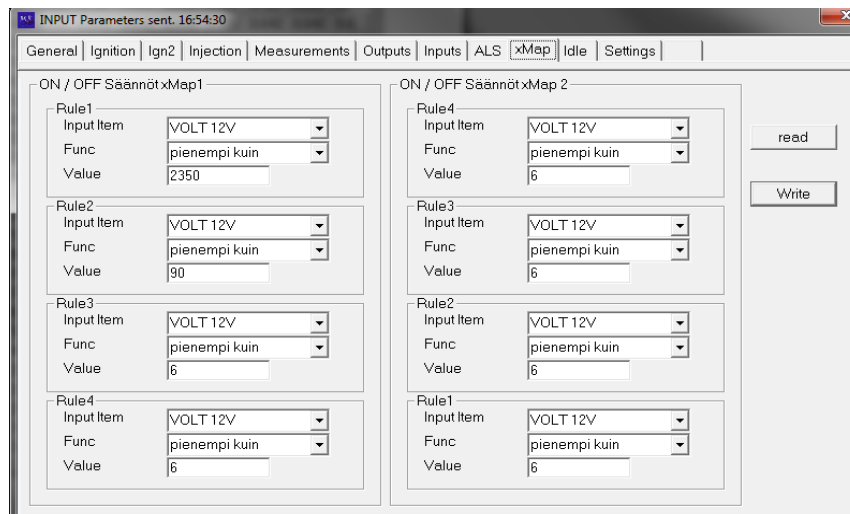 INPUT Parameters sent. 16:54:30
General Ignition Ign2 Injection Measurements Outputs Inputs ALS xMap Idle Settings
ON / OFF Säännöt xMap1
Rule1
Input Item VOLT 12V
Func pienempi kuin
Value 2350
Rule2
Input Item VOLT 12V
Func pienempi kuin
Value 90
Rule3
Input Item VOLT 12V
Func pienempi kuin
Value 6
Rule4
Input Item VOLT 12V
Func pienempi kuin
Value 6
ON / OFF Säännöt xMap 2
Rule4
Input Item VOLT 12V
Func pienempi kuin
Value 6
Rule3
Input Item VOLT 12V
Func pienempi kuin
Value 6
Rule2
Input Item VOLT 12V
Func pienempi kuin
Value 6
Rule1
Input Item VOLT 12V
Func pienempi kuin
Value 6
read
Write